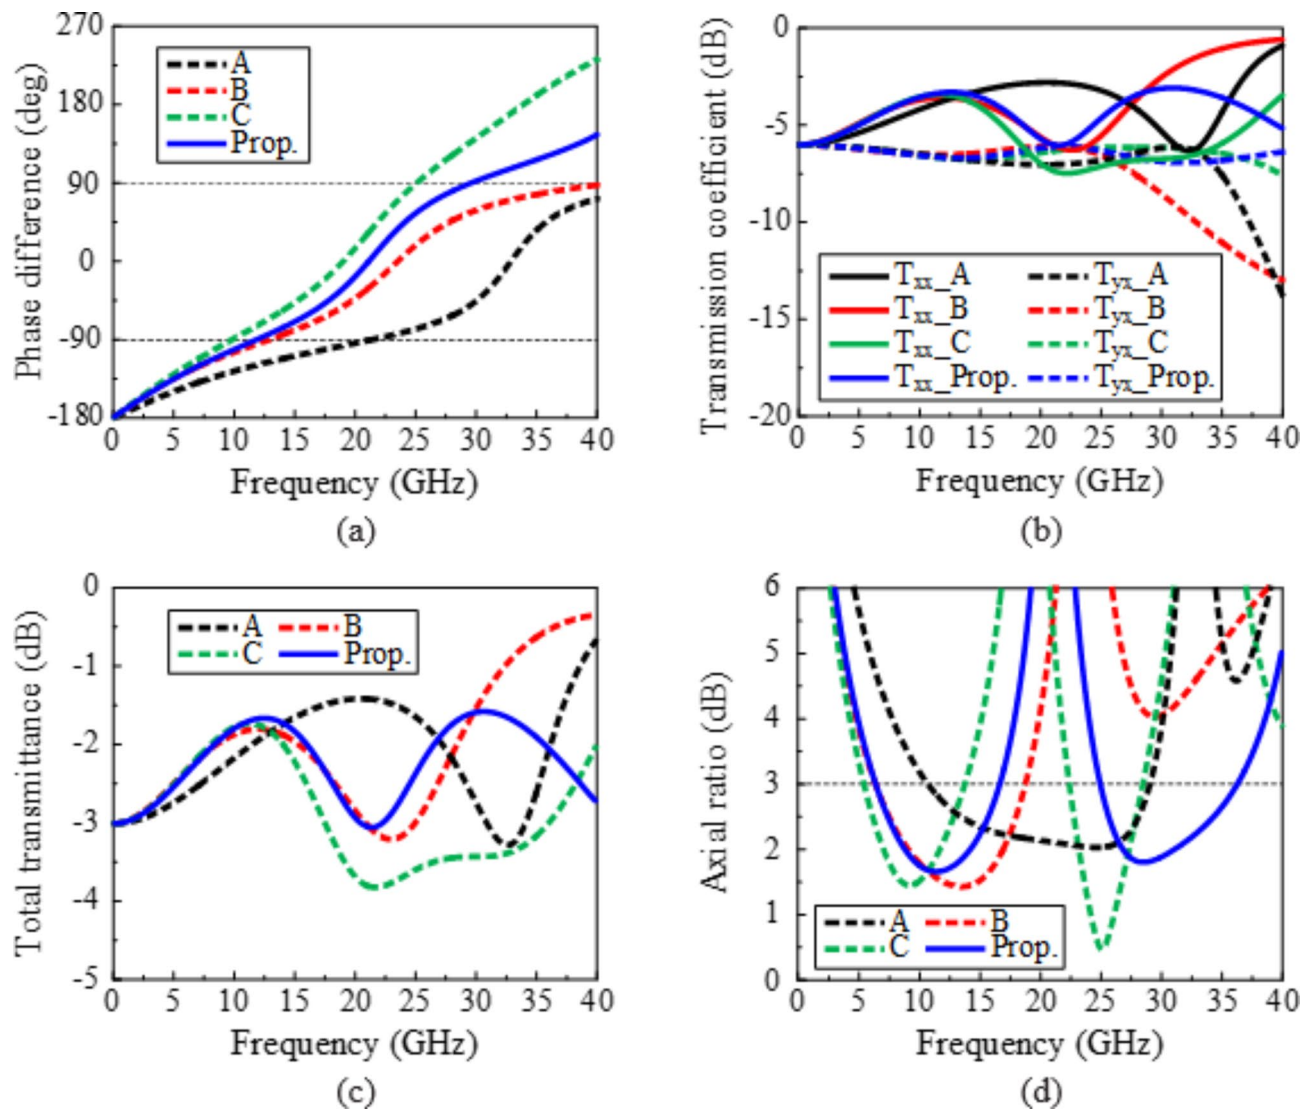 270
180
90
0
-90
-180
Phase difference (deg)
A
B
C
Prop.
0 5 10 15 20 25 30 35 40
Frequency (GHz)
(a)
0
-5
-10
-15
-20
Transmission coefficient (dB)
Txx_A Tyx_A
Txx_B Tyx_B
Txx_C Tyx_C
Txx_Prop. Tyx_Prop.
0 5 10 15 20 25 30 35 40
Frequency (GHz)
(b)
0
-1
-2
-3
-4
-5
Total transmittance (dB)
A B
C Prop.
0 5 10 15 20 25 30 35 40
Frequency (GHz)
(c)
6
5
4
3
2
1
0
Axial ratio (dB)
A B
C Prop.
0 5 10 15 20 25 30 35 40
Frequency (GHz)
(d)